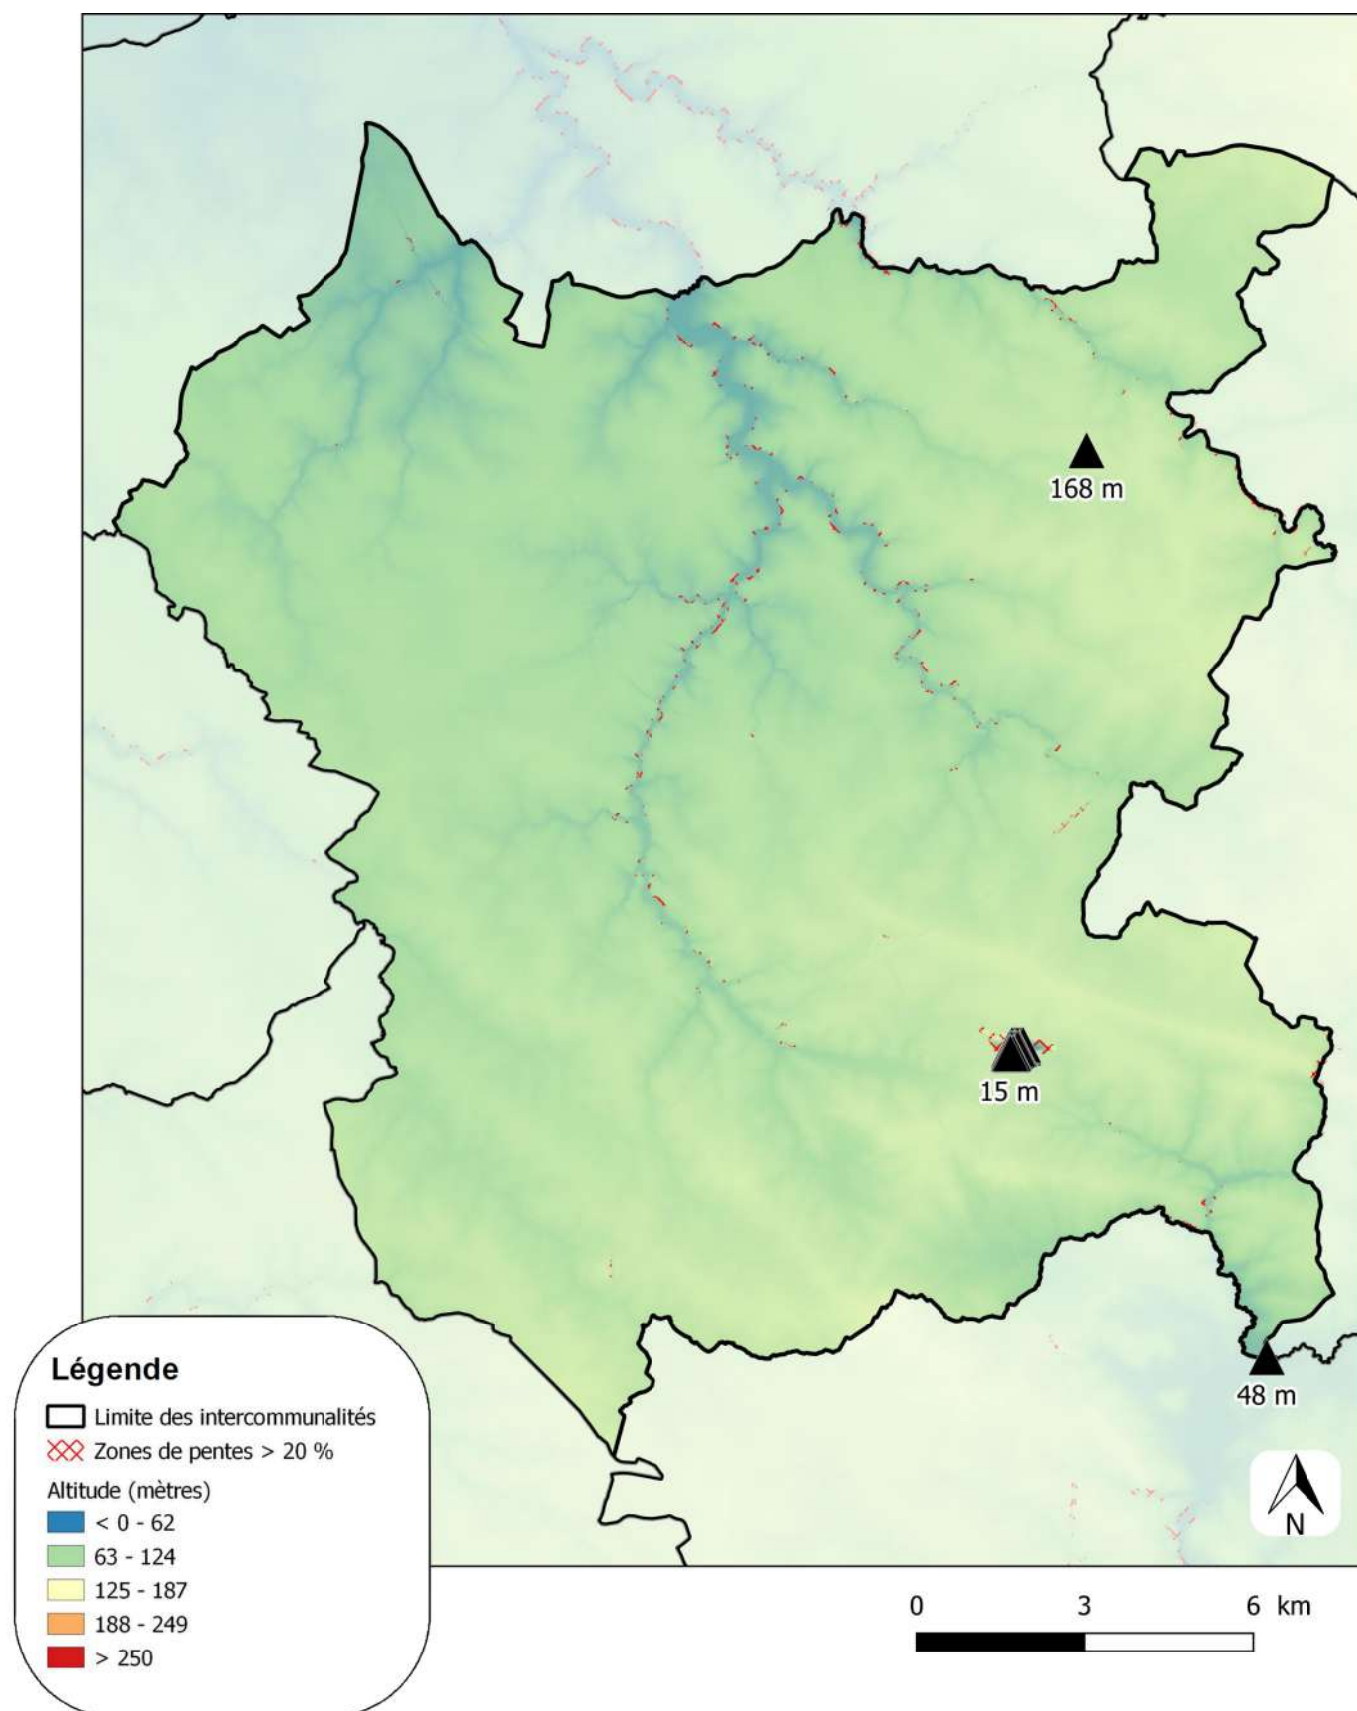 168 m
15 m
48 m
N
Légende
Limite des intercommunalités
Zones de pentes > 20 %
Altitude (mètres)
< 0 - 62
63 - 124
125 - 187
188 - 249
> 250
0 3 6 km